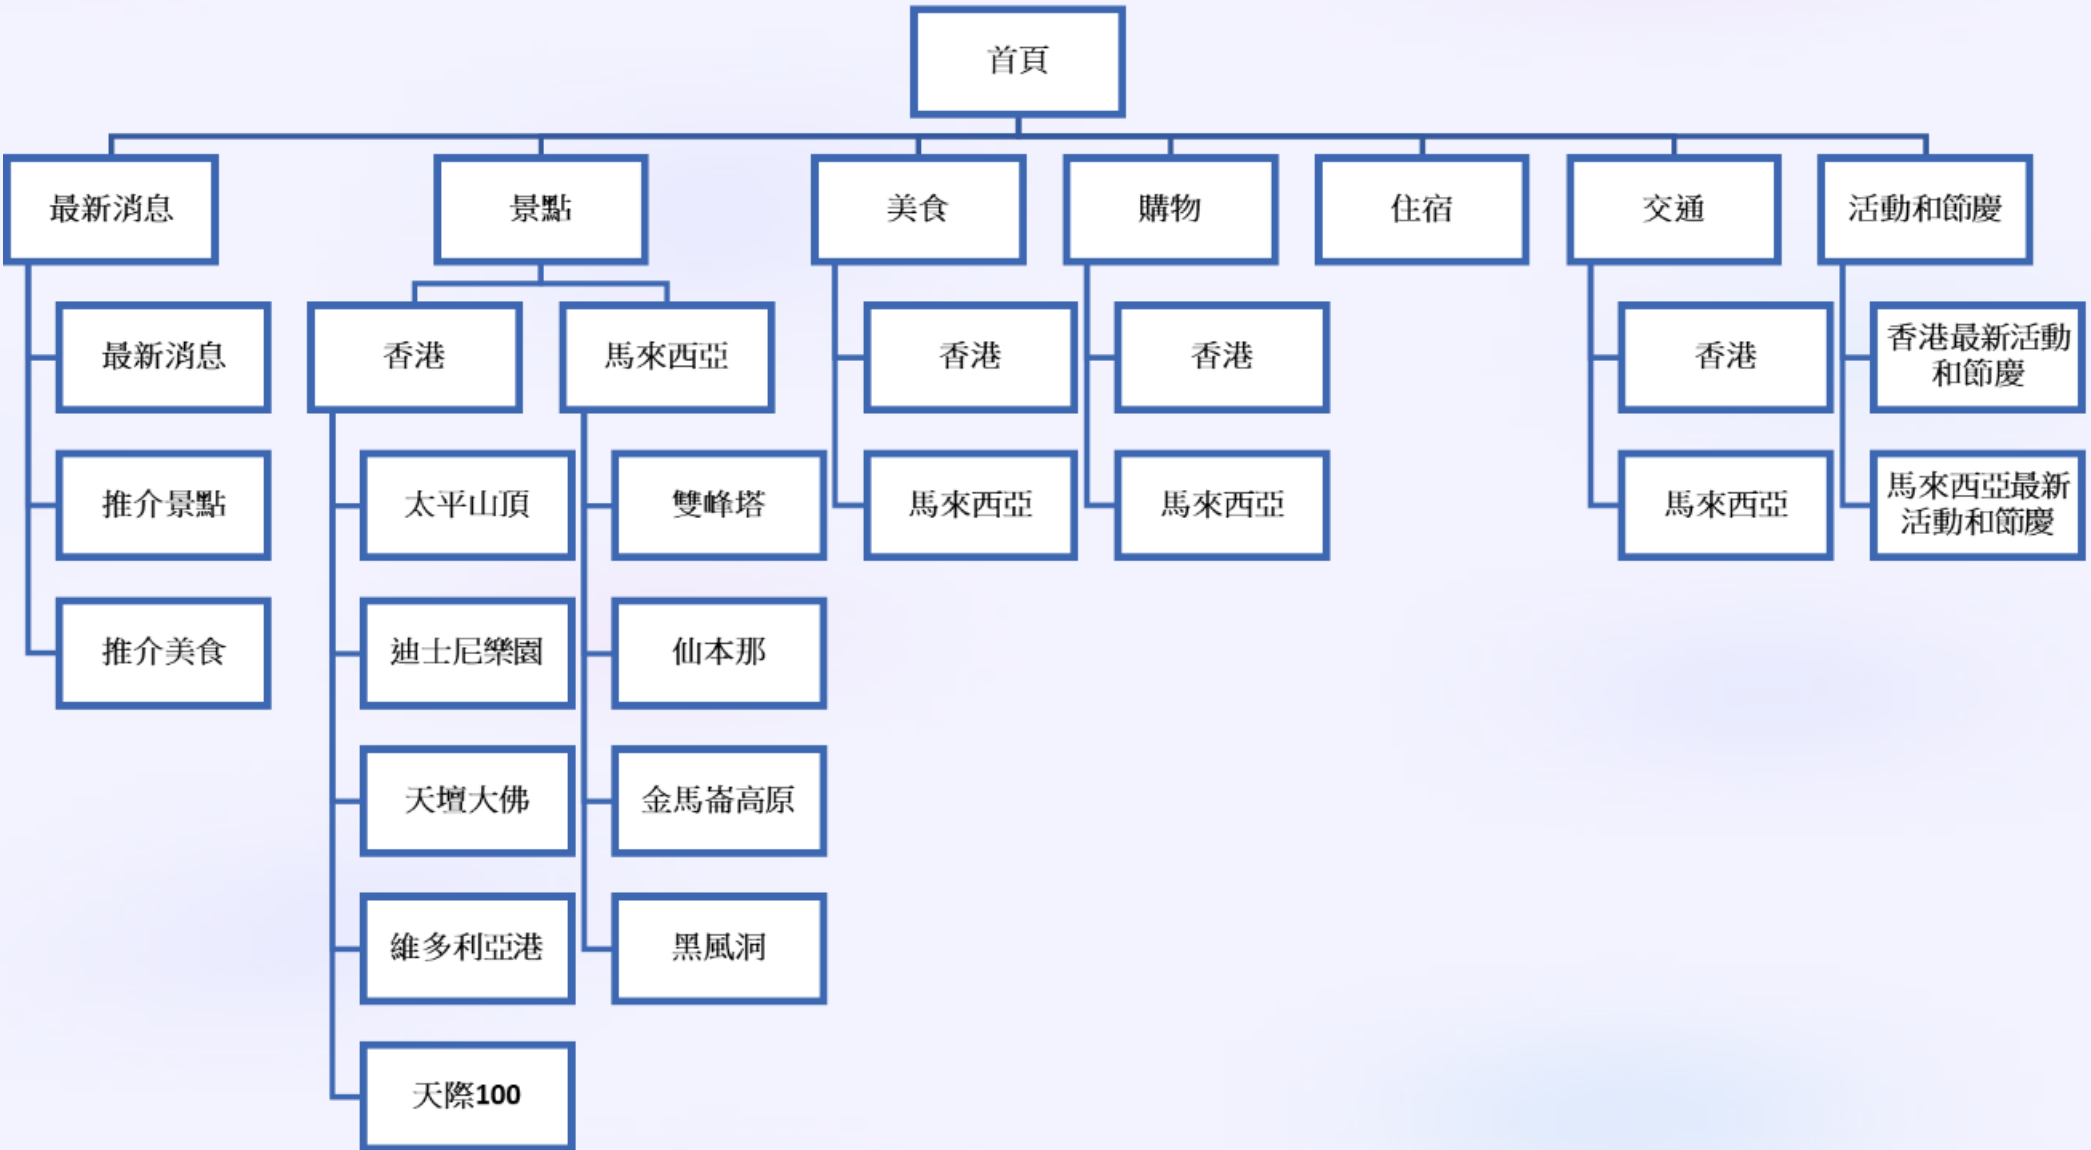 首頁
最新消息
景點
美食
購物
住宿
交通
活動和節慶
最新消息
推介景點
推介美食
香港
馬來西亞
太平山頂
迪士尼樂園
天壇大佛
維多利亞港
天際100
雙峰塔
仙本那
金馬崙高原
黑風洞
香港
馬來西亞
香港
馬來西亞
香港
馬來西亞
香港最新活動
和節慶
馬來西亞最新
活動和節慶